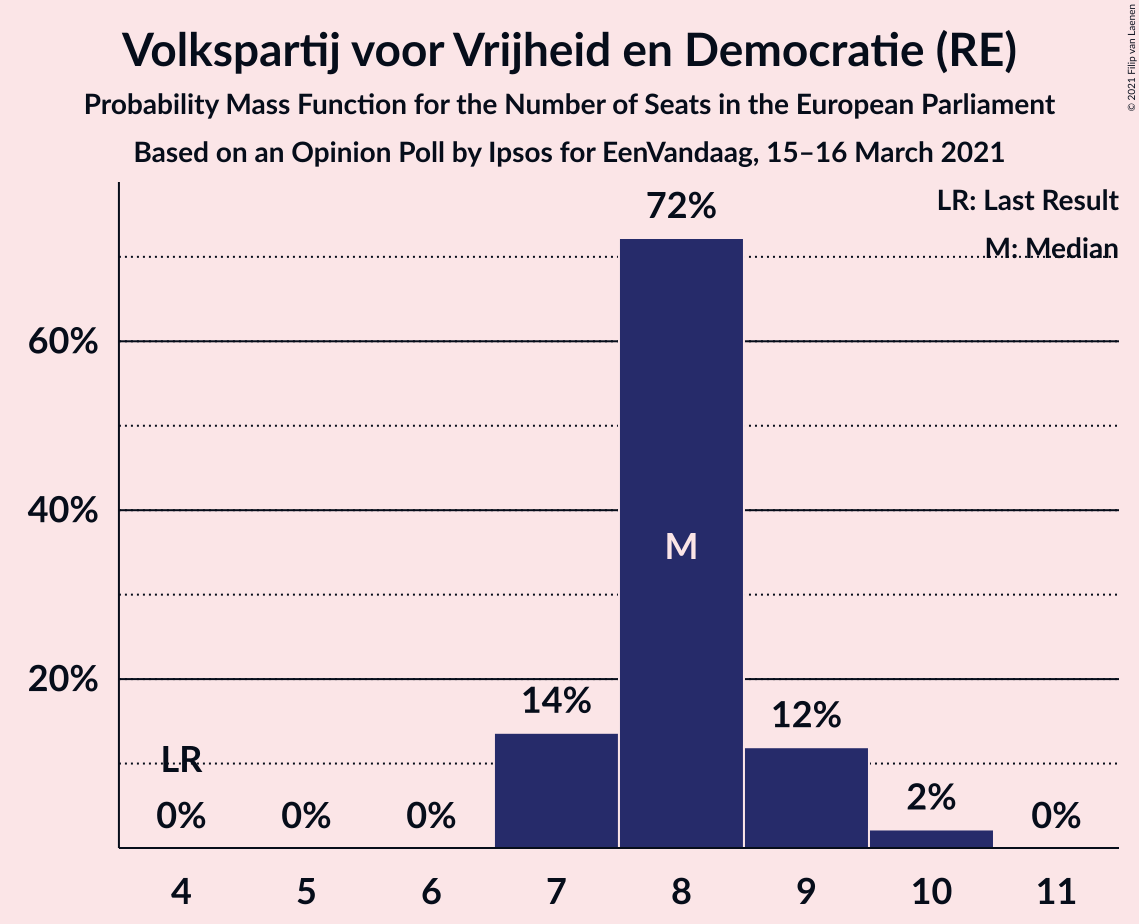 Volkspartij voor Vrijheid en Democratie (RE)
Probability Mass Function for the Number of Seats in the European Parliament
Based on an Opinion Poll by Ipsos for EenVandaag, 15–16 March 2021
© 2021 Filip van Laenen
LR: Last Result
M: Median
72%
60%
40%
M
20%
14%
12%
LR
2%
0%
0%
0%
0%
4
5
6
7
8
9
10
11